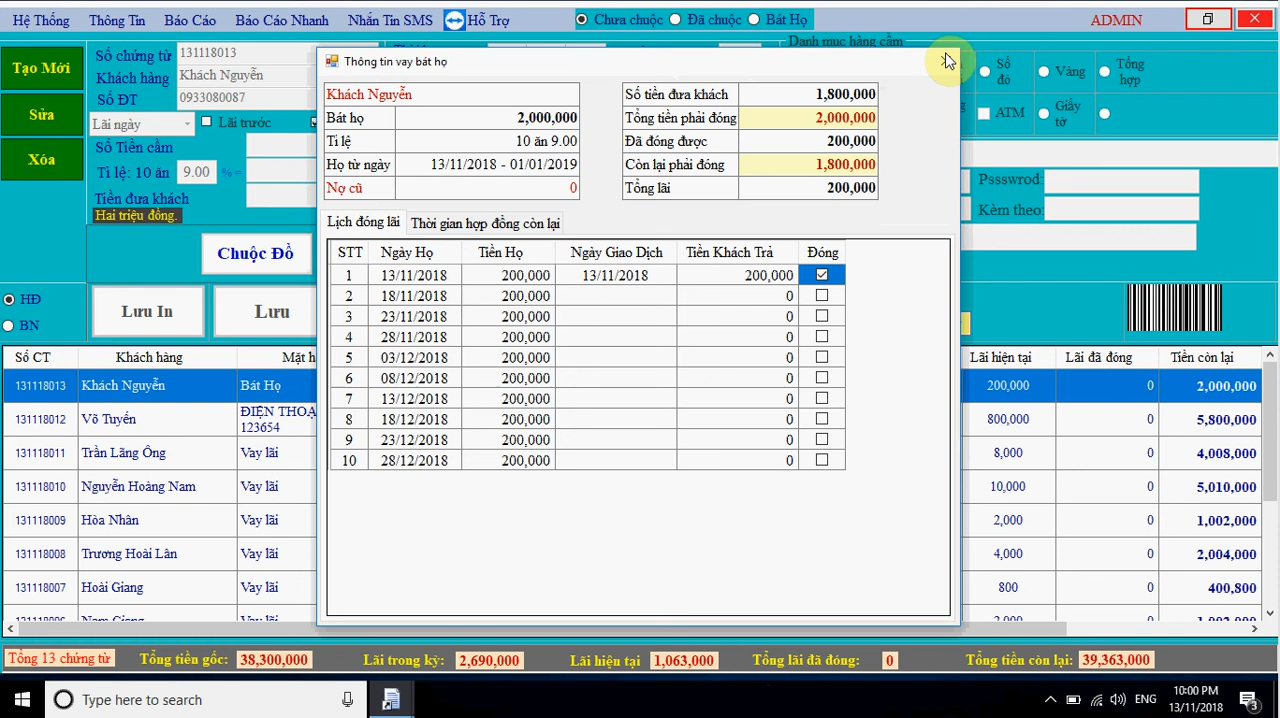 Hệ Thống Thông Tin Báo Cáo Báo Cáo Nhanh Nhắn Tin SMS Hỗ Trợ Chưa chuộc Đã chuộc Bát Họ ADMIN
Tạo Mới
Sửa
Xóa
Số chứng từ 131118013
Khách hàng Khách Nguyễn
Số ĐT 0933080087
Lãi ngày Lãi trước
Số Tiền cầm
Tỉ lệ: 10 ăn 9.00 % =
Tiền đưa khách
Hai triệu đồng.
Chuộc Đồ
HĐ
BN
Lưu In Lưu
Danh mục hàng cầm
Sổ đỏ Vàng Tổng hợp
ATM Giấy tờ
Pssswrod:
Kèm theo:
Thông tin vay bát họ
Khách Nguyễn
Bát họ 2,000,000
Tỉ lệ 10 ăn 9.00
Họ từ ngày 13/11/2018 - 01/01/2019
Nợ cũ 0
Số tiền đưa khách 1,800,000
Tổng tiền phải đóng 2,000,000
Đã đóng được 200,000
Còn lại phải đóng 1,800,000
Tổng lãi 200,000
Lịch đóng lãi Thời gian hợp đồng còn lại
STT Ngày Họ Tiền Họ Ngày Giao Dịch Tiền Khách Trả Đóng
1 13/11/2018 200,000 13/11/2018 200,000
2 18/11/2018 200,000 0
3 23/11/2018 200,000 0
4 28/11/2018 200,000 0
5 03/12/2018 200,000 0
6 08/12/2018 200,000 0
7 13/12/2018 200,000 0
8 18/12/2018 200,000 0
9 23/12/2018 200,000 0
10 28/12/2018 200,000 0
Số CT Khách hàng Mặt h Lãi hiện tại Lãi đã đóng Tiền còn lại
131118013 Khách Nguyễn Bát Họ 200,000 0 2,000,000
131118012 Võ Tuyến ĐIỆN THOẠ 123654 800,000 0 5,800,000
131118011 Trần Lãng Ông Vay lãi 8,000 0 4,008,000
131118010 Nguyễn Hoàng Nam Vay lãi 10,000 0 5,010,000
131118009 Hòa Nhân Vay lãi 2,000 0 1,002,000
131118008 Trương Hoài Lân Vay lãi 4,000 0 2,004,000
131118007 Hoài Giang Vay lãi 800 0 400,800
Tổng 13 chứng từ Tổng tiền gốc: 38,300,000 Lãi trong kỳ: 2,690,000 Lãi hiện tại 1,063,000 Tổng lãi đã đóng: 0 Tổng tiền còn lại: 39,363,000
Type here to search ENG 10:00 PM
13/11/2018 3